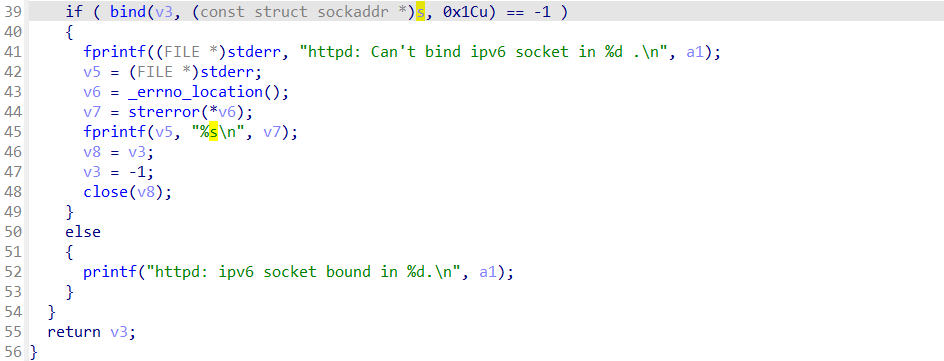 39 if ( bind(v3, (const struct sockaddr *)s, 0x1Cu) == -1 )
40 {
41 fprintf((FILE *)stderr, "httpd: Can't bind ipv6 socket in %d .\n", a1);
42 v5 = (FILE *)stderr;
43 v6 = _errno_location();
44 v7 = strerror(*v6);
45 fprintf(v5, "%s\n", v7);
46 v8 = v3;
47 v3 = -1;
48 close(v8);
49 }
50 else
51 {
52 printf("httpd: ipv6 socket bound in %d.\n", a1);
53 }
54 }
55 return v3;
56 }